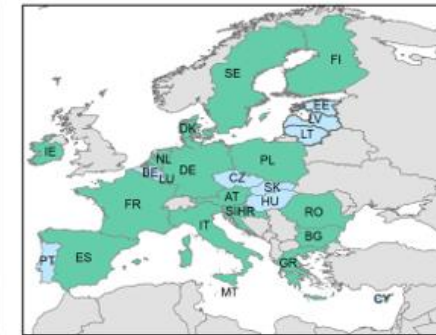 FI
SE
EE
LV
LT
DK
IE
NL
PL
BE
DE
LU
CZ
SK
FR
AT
HU
SI
HR
RO
IT
BG
PT
ES
GR
MT
CY